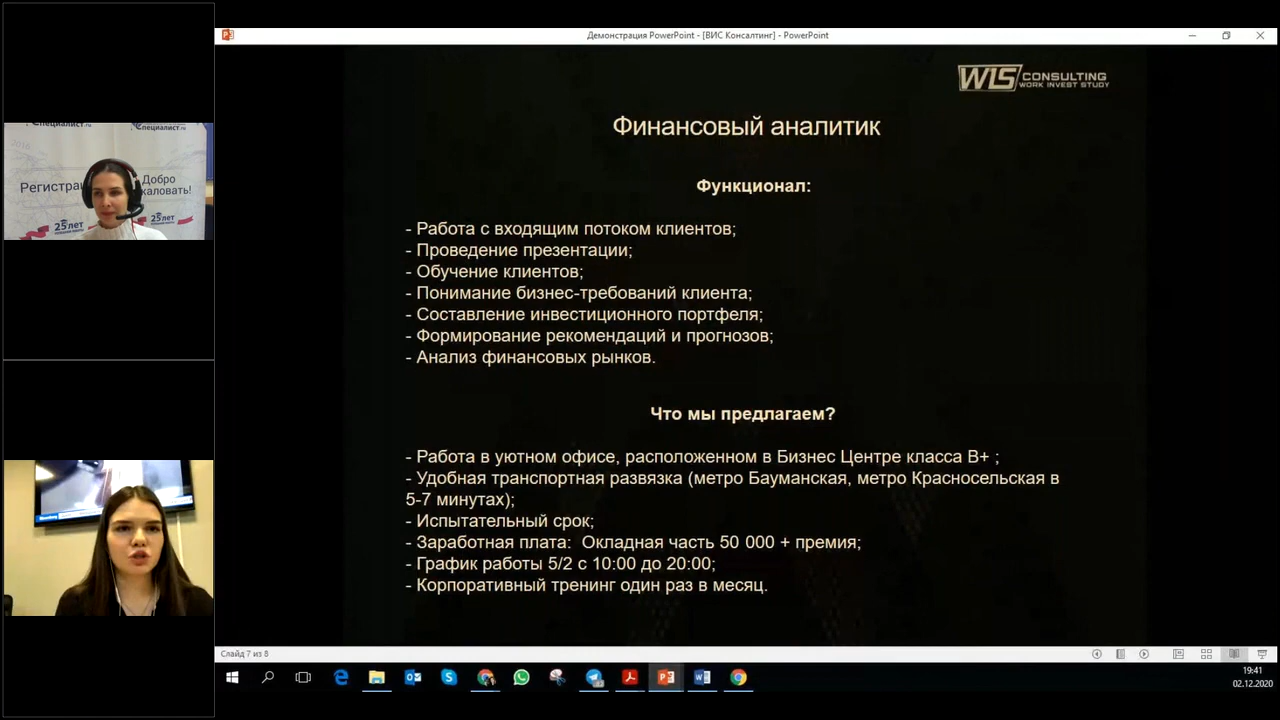 Демонстрация PowerPoint - [ВИС Консалтинг] - PowerPoint
WIS CONSULTING
WORK INVEST STUDY
Финансовый аналитик
Функционал:
- Работа с входящим потоком клиентов;
- Проведение презентации;
- Обучение клиентов;
- Понимание бизнес-требований клиента;
- Составление инвестиционного портфеля;
- Формирование рекомендаций и прогнозов;
- Анализ финансовых рынков.
Что мы предлагаем?
- Работа в уютном офисе, расположенном в Бизнес Центре класса В+ ;
- Удобная транспортная развязка (метро Бауманская, метро Красносельская в
5-7 минутах);
- Испытательный срок;
- Заработная плата: Окладная часть 50 000 + премия;
- График работы 5/2 с 10:00 до 20:00;
- Корпоративный тренинг один раз в месяц.
Слайд 7 из 8
19:41
02.12.2020
Специалист.ru
Добро
25 лет
25 лет